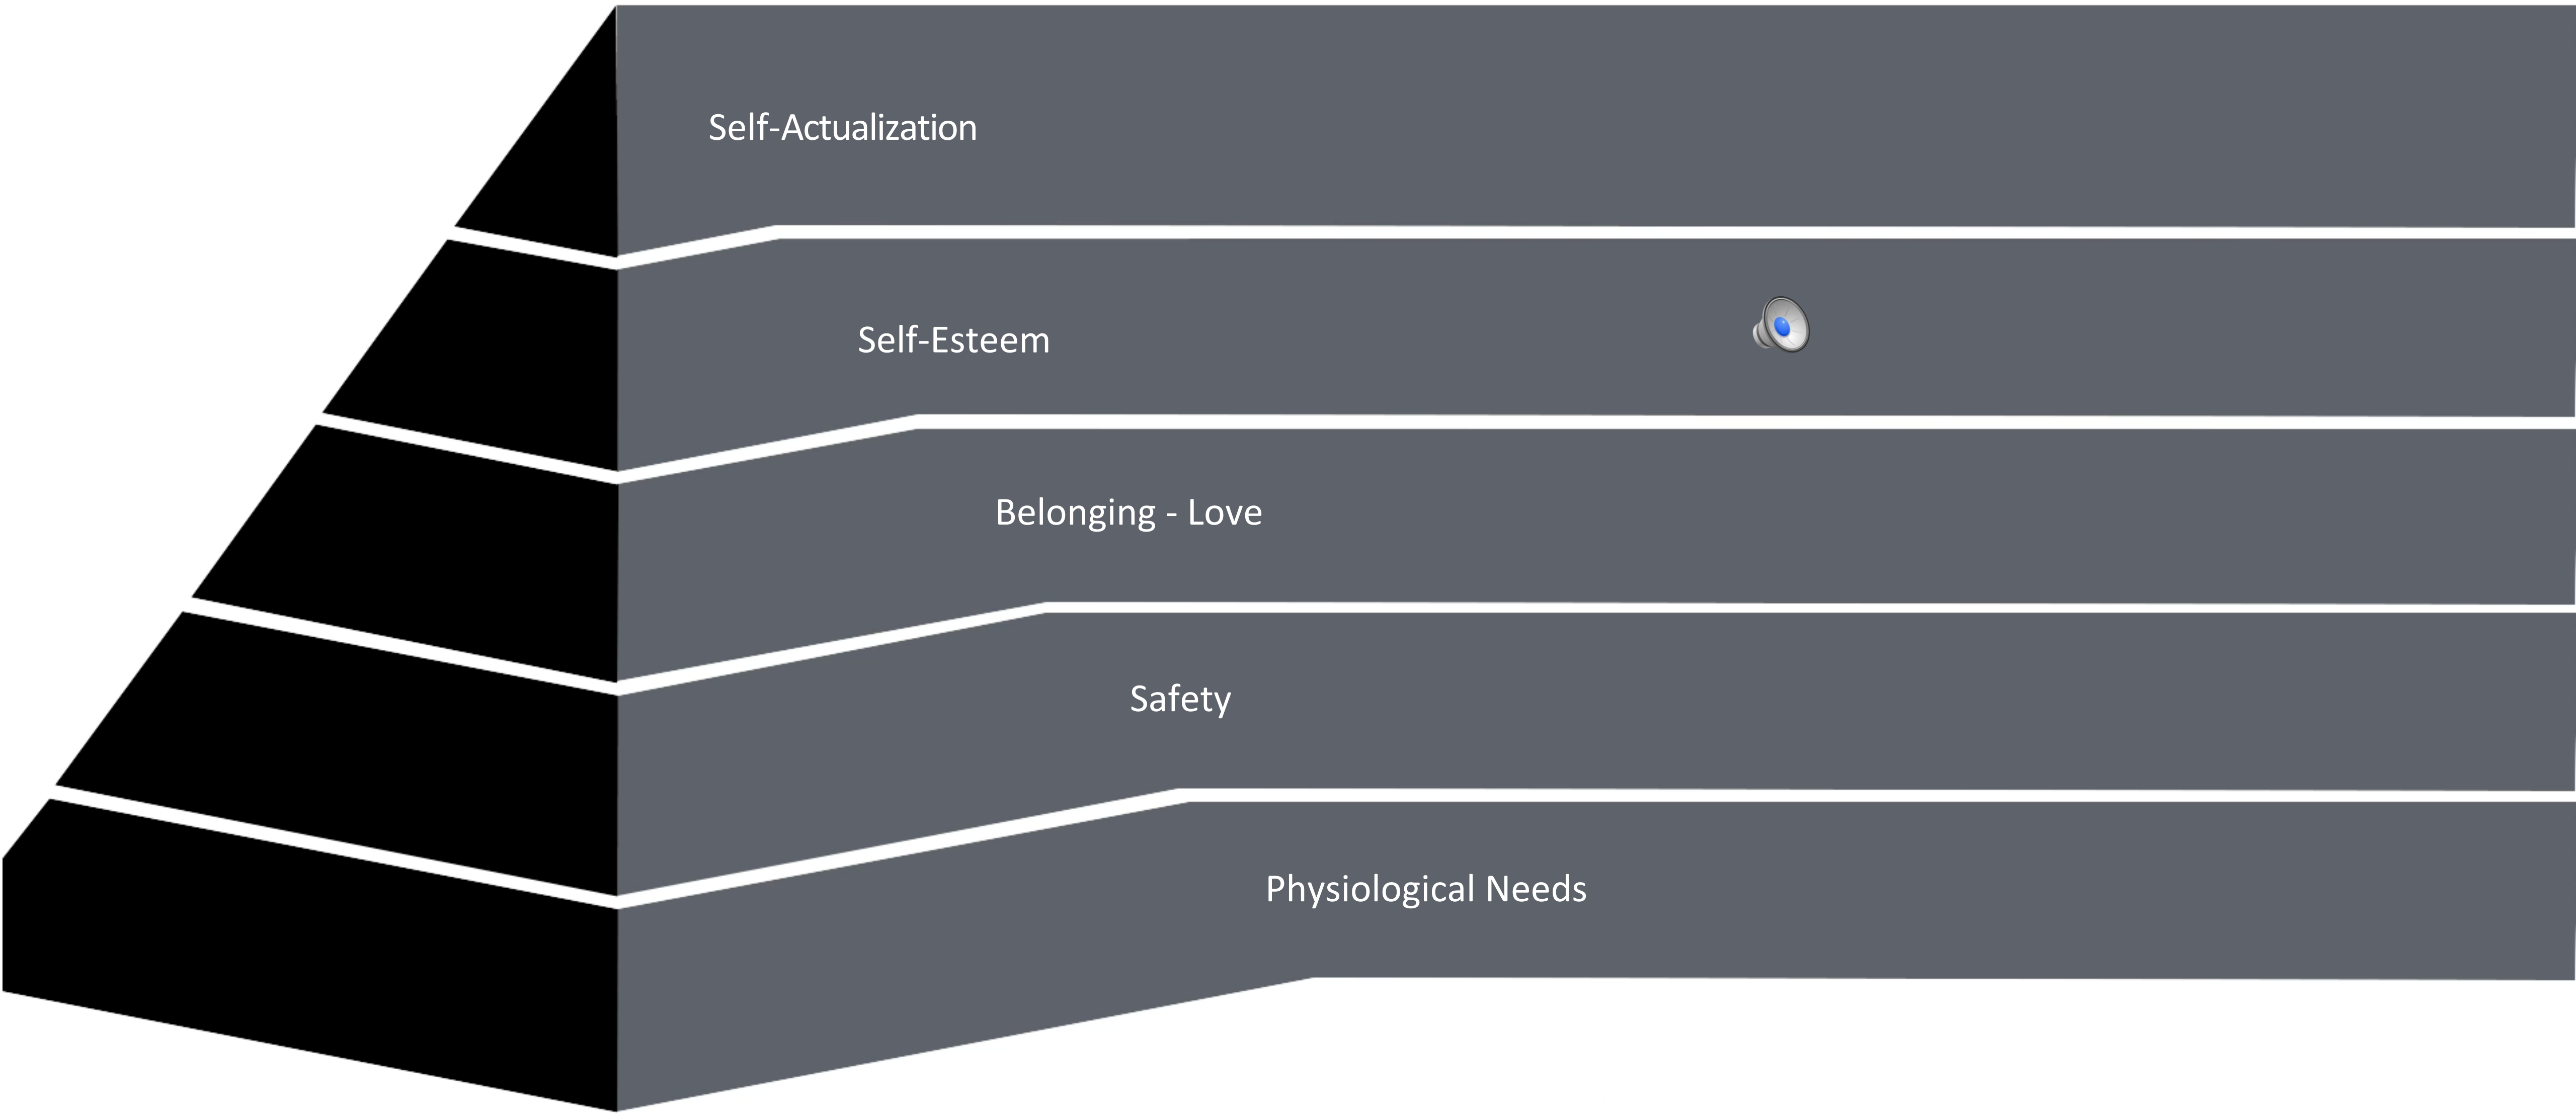 Self-Actualization
Self-Esteem
Belonging - Love
Safety
Physiological Needs